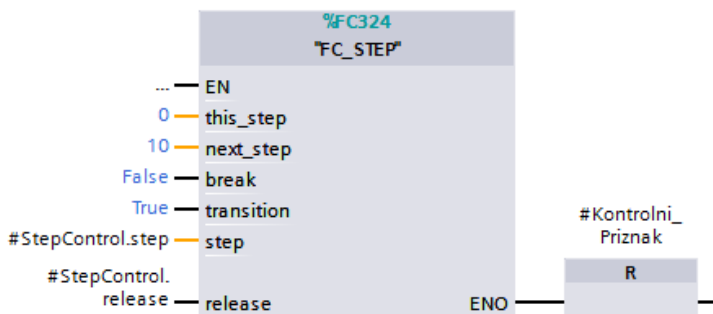 %FC324
"FC_STEP"
... EN
0 this_step
10 next_step
False break
True transition
#StepControl.step step
#StepControl.
release release ENO
#Kontrolni_
Priznak
R